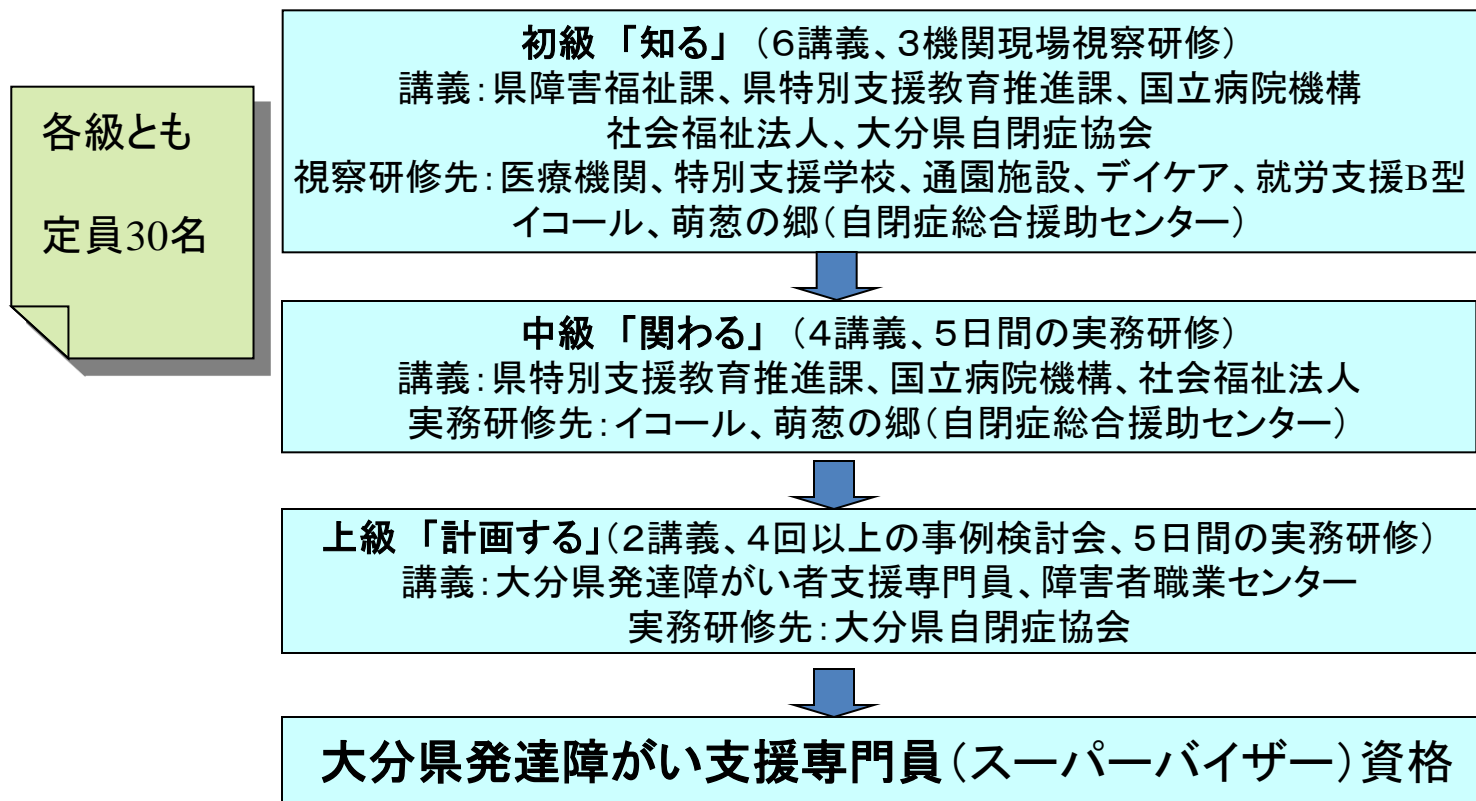 各級とも
定員30名
初級 「知る」 (6講義、3機関現場視察研修)
講義:県障害福祉課、県特別支援教育推進課、国立病院機構
社会福祉法人、大分県自閉症協会
視察研修先:医療機関、特別支援学校、通園施設、デイケア、就労支援B型
イコール、萌葱の郷(自閉症総合援助センター)
中級 「関わる」 (4講義、5日間の実務研修)
講義:県特別支援教育推進課、国立病院機構、社会福祉法人
実務研修先:イコール、萌葱の郷(自閉症総合援助センター)
上級 「計画する」(2講義、4回以上の事例検討会、5日間の実務研修)
講義:大分県発達障がい者支援専門員、障害者職業センター
実務研修先:大分県自閉症協会
大分県発達障がい支援専門員(スーパーバイザー)資格